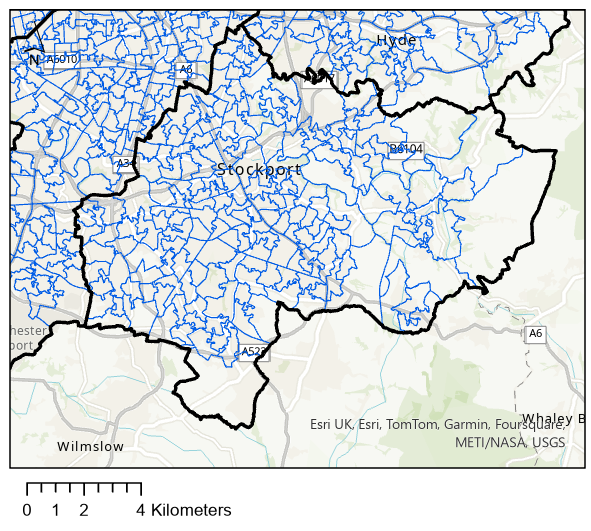 Hyde
N
A6010
A6
A34
B6104
Stockport
A6
A523
Whaley B
Wilmslow
Esri UK, Esri, TomTom, Garmin, Foursquare,
METI/NASA, USGS
0 1 2 4 Kilometers